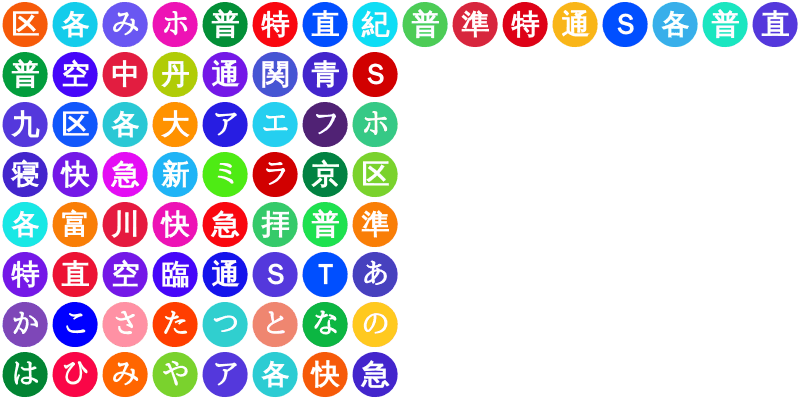 区各みホ普特直紀普準特通S各普直
普空中丹通関青S
九区各大アエフホ
寝快急新ミラ京区
各富川快急拝普準
特直空臨通STあ
かこさたつとなの
はひみやア各快急